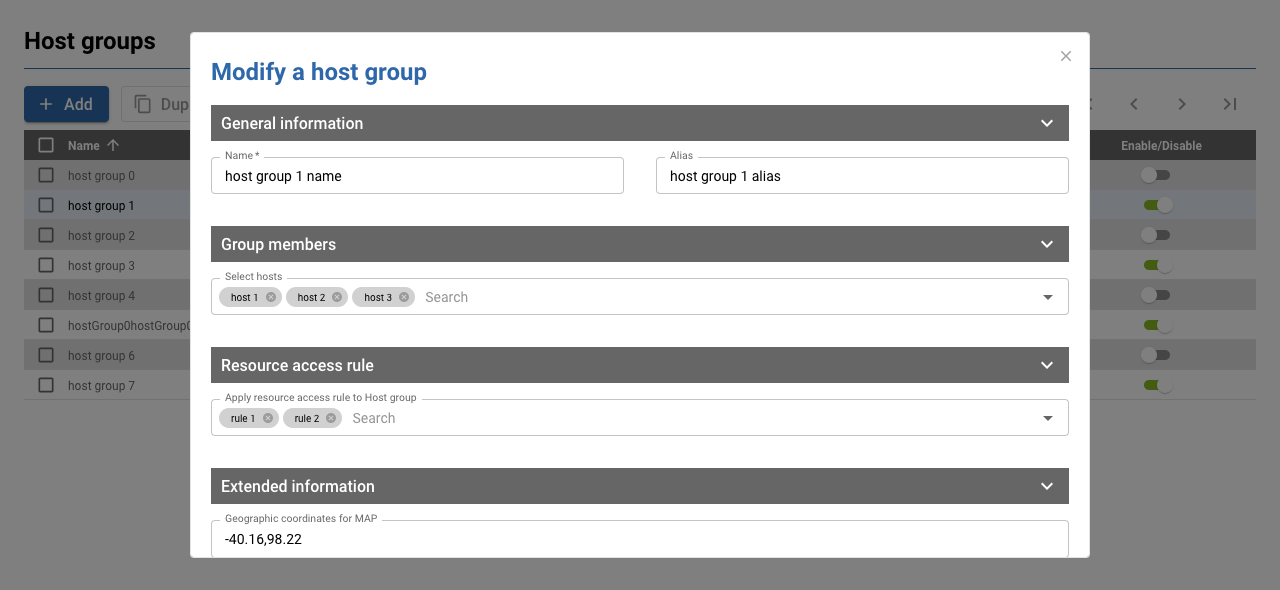 Host groups
Modify a host group
Add
Dup
General information
Name
Enable/Disable
Name *
Alias
host group 0
host group 1 name
host group 1 alias
host group 1
host group 2
Group members
host group 3
Select hosts
host group 4
host 1
host 2
host 3
Search
hostGroup0hostGroup0
host group 6
Resource access rule
host group 7
Apply resource access rule to Host group
rule 1
rule 2
Search
Extended information
Geographic coordinates for MAP
-40.16,98.22